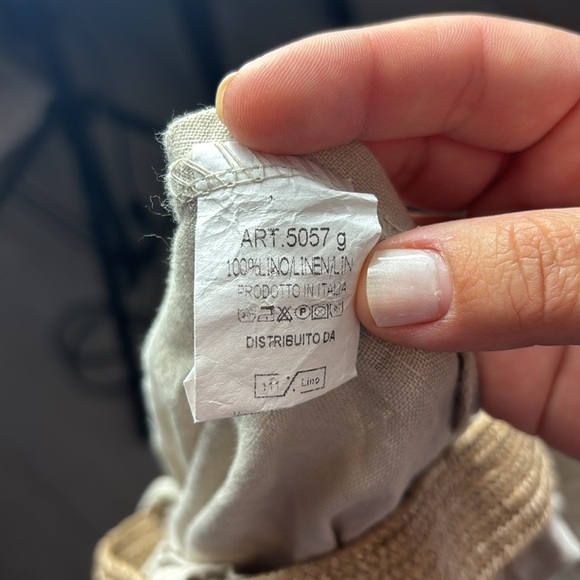 ART.5057 g
100%LINO/LINEN/LIN
PRODOTTO IN ITALIA
DISTRIBUITO DA
Lino